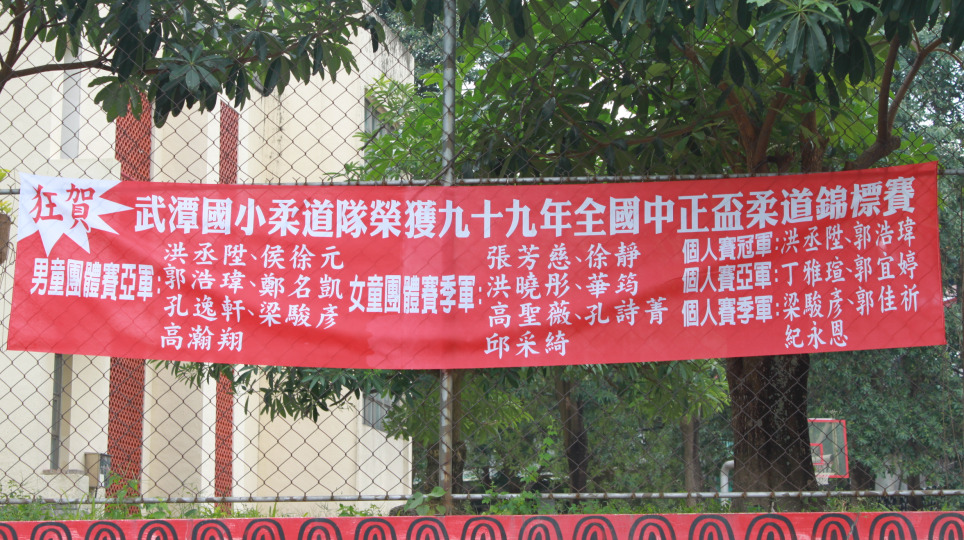 狂賀
武潭國小柔道隊榮獲九十九年全國中正盃柔道錦標賽
男童團體賽亞軍:
洪丞陞、侯徐元
郭浩瑋、鄭名凱
孔逸軒、梁駿彥
高瀚翔
女童團體賽季軍:
張芳慈、徐靜
洪曉彤、華筠
高聖薇、孔詩菁
邱采綺
個人賽冠軍:洪丞陞、郭浩瑋
個人賽亞軍:丁雅瑄、郭宜婷
個人賽季軍:梁駿彥、郭佳祈
紀永恩